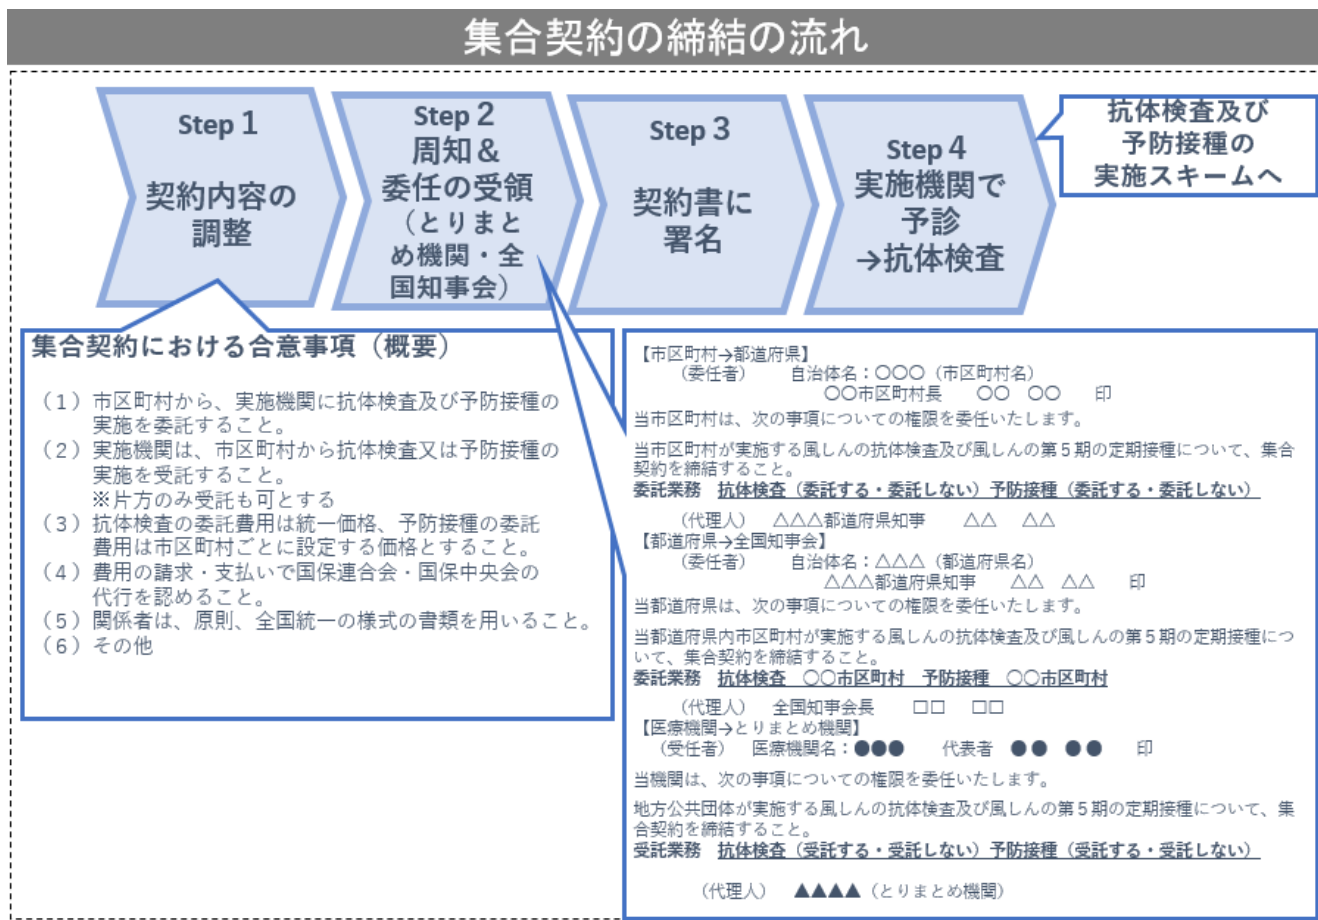 集合契約の締結の流れ
Step 1
契約内容の
調整
Step 2
周知＆
委任の受領
（とりまと
め機関・全
国知事会）
Step 3
契約書に
署名
Step 4
実施機関で
予診
→抗体検査
抗体検査及び
予防接種の
実施スキームへ
集合契約における合意事項（概要）
（１）市区町村から、実施機関に抗体検査及び予防接種の
実施を委託すること。
（２）実施機関は、市区町村から抗体検査又は予防接種の
実施を受託すること。
※片方のみ受託も可とする
（３）抗体検査の委託費用は統一価格、予防接種の委託
費用は市区町村ごとに設定する価格とすること。
（４）費用の請求・支払いで国保連合会・国保中央会の
代行を認めること。
（５）関係者は、原則、全国統一の様式の書類を用いること。
（６）その他
【市区町村→都道府県】
（委任者）　　自治体名：〇〇〇（市区町村名）
〇〇市区町村長　　〇〇　〇〇　　印
当市区町村は、次の事項についての権限を委任いたします。
当市区町村が実施する風しんの抗体検査及び風しんの第５期の定期接種について、集合
契約を締結すること。
委託業務　抗体検査（委託する・委託しない）予防接種（委託する・委託しない）
（代理人）　△△△都道府県知事　　△△　△△
【都道府県→全国知事会】
（委任者）　　自治体名：△△△（都道府県名）
△△△都道府県知事　　△△　△△　　印
当都道府県は、次の事項についての権限を委任いたします。
当都道府県内市区町村が実施する風しんの抗体検査及び風しんの第５期の定期接種につ
いて、集合契約を締結すること。
委託業務　抗体検査　〇〇市区町村　予防接種　〇〇市区町村
（代理人）　全国知事会長　　□□　□□
【医療機関→とりまとめ機関】
（受任者）　医療機関名：●●●　　代表者　●●　●●　　印
当機関は、次の事項についての権限を委任いたします。
地方公共団体が実施する風しんの抗体検査及び風しんの第５期の定期接種について、集
合契約を締結すること。
受託業務　抗体検査（受託する・受託しない）予防接種（受託する・受託しない）
（代理人）　▲▲▲▲（とりまとめ機関）